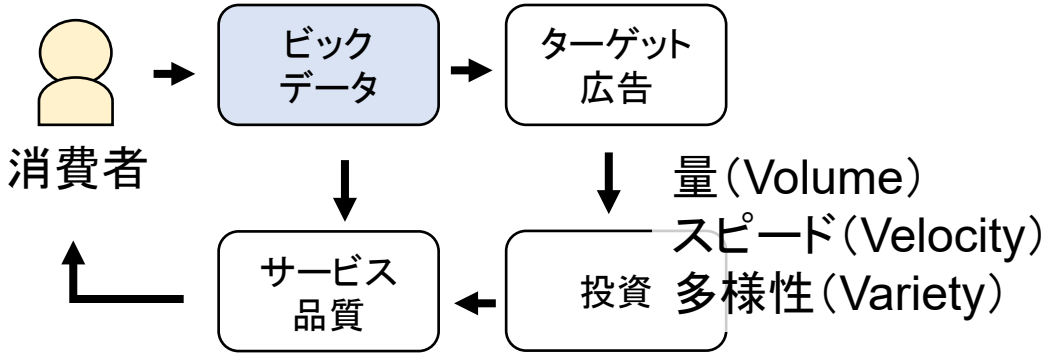 ビック
データ
ターゲット
広告
消費者
量（Volume）
スピード（Velocity）
多様性（Variety）
サービス
品質
投資